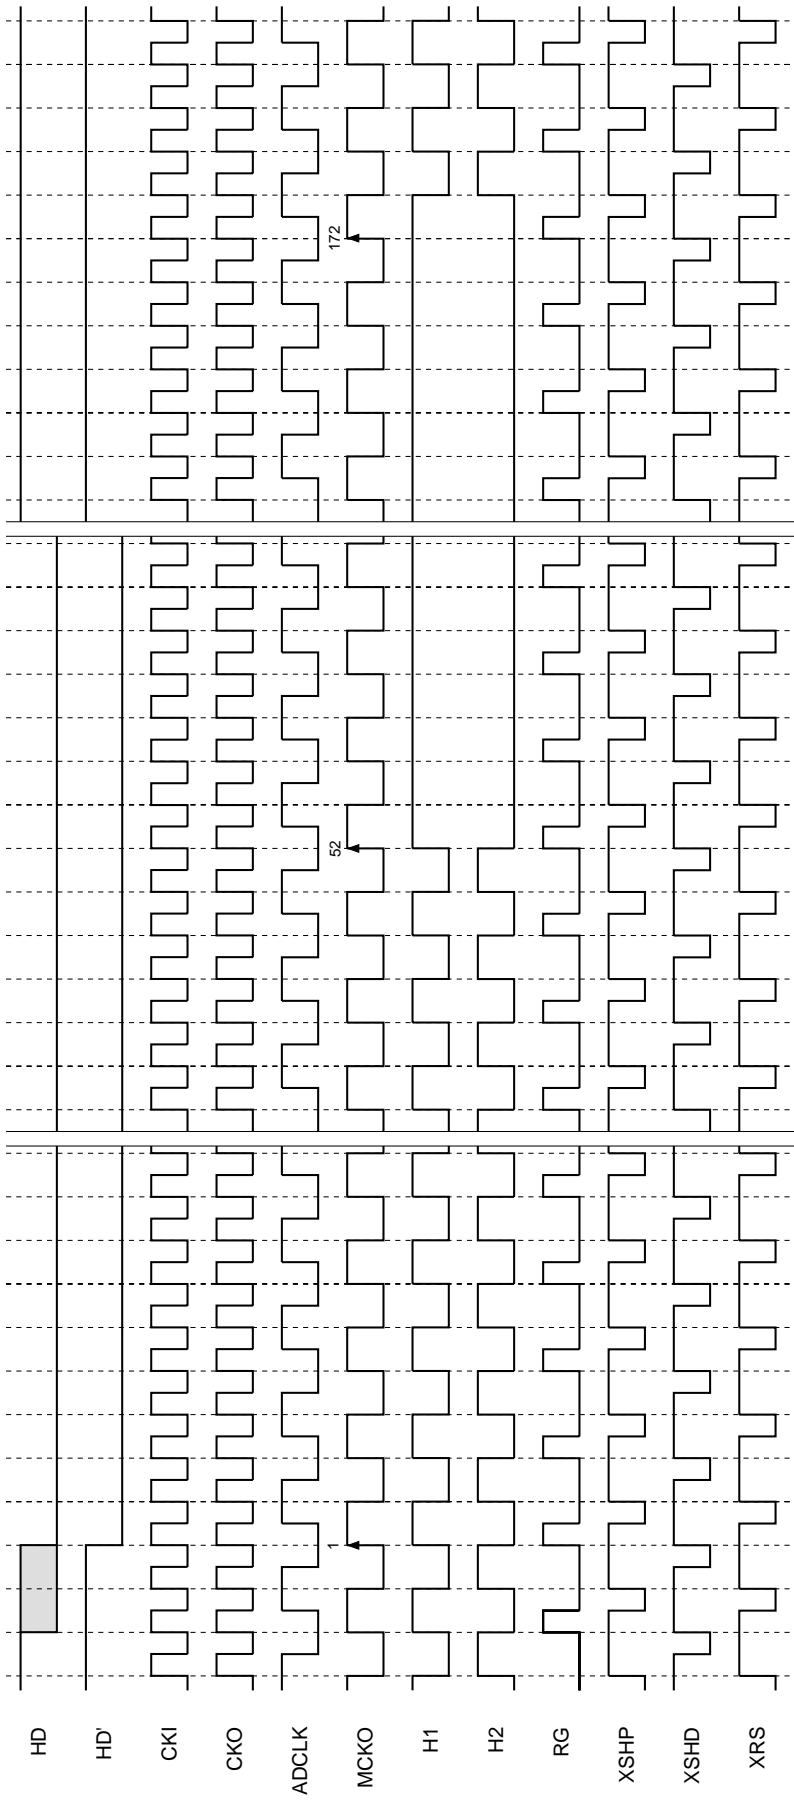 HD
HD'
CKI
CKO
ADCLK
MCKO
1
52
172
H1
H2
RG
XSHP
XSHD
XRS